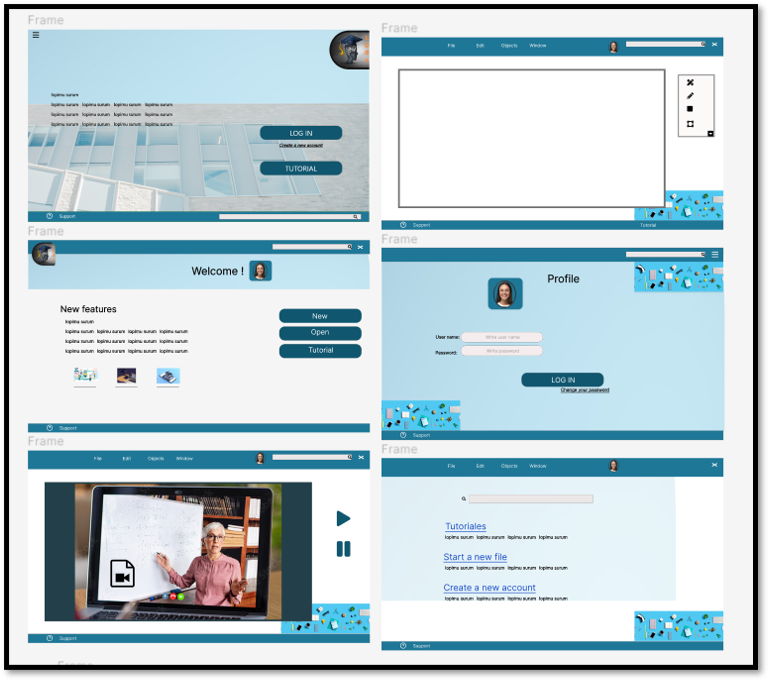 Frame
lopimu surum
lopimu surum lopimu surum lopimu surum lopimu surum
lopimu surum lopimu surum lopimu surum lopimu surum
lopimu surum lopimu surum lopimu surum lopimu surum
LOG IN
Create a new account
TUTORIAL
Support
Frame
File Edit Objects Window
Support Tutorial
Frame
Welcome !
New features
lopimu surum
lopimu surum lopimu surum lopimu surum lopimu surum
lopimu surum lopimu surum lopimu surum lopimu surum
lopimu surum lopimu surum lopimu surum lopimu surum
New
Open
Tutorial
Support
Frame
Profile
User name: Write user name
Password: Write password
LOG IN
Change your password
Support
Frame
File Edit Objects Window
Support
Frame
File Edit Objects Window
Tutoriales
lopimu surum lopimu surum lopimu surum lopimu surum
Start a new file
lopimu surum lopimu surum lopimu surum lopimu surum
Create a new account
lopimu surum lopimu surum lopimu surum lopimu surum
Support
Frame